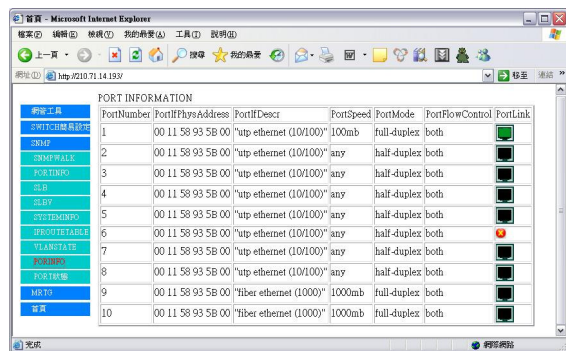 首頁 - Microsoft Internet Explorer
檔案(F) 編輯(E) 檢視(V) 我的最愛(A) 工具(T) 說明(H)
上一頁 搜尋 我的最愛
網址(D) http://210.71.14.193/ 移至 連結 »
網管工具
SWITCH簡易設定
SNMP
SNMPWALK
PORTINFO
SLB
SLBV
SYSTEMINFO
IPROUTETABLE
VLANSTATE
PORINFO
PORT狀態
MRTG
首頁
PORT INFORMATION
PortNumber PortIfPhysAddress PortIfDescr PortSpeed PortMode PortFlowControl PortLink
1 00 11 58 93 5B 00 "utp ethernet (10/100)" 100mb full-duplex both
2 00 11 58 93 5B 00 "utp ethernet (10/100)" any half-duplex both
3 00 11 58 93 5B 00 "utp ethernet (10/100)" any half-duplex both
4 00 11 58 93 5B 00 "utp ethernet (10/100)" any half-duplex both
5 00 11 58 93 5B 00 "utp ethernet (10/100)" any half-duplex both
6 00 11 58 93 5B 00 "utp ethernet (10/100)" any half-duplex both
7 00 11 58 93 5B 00 "utp ethernet (10/100)" any half-duplex both
8 00 11 58 93 5B 00 "utp ethernet (10/100)" any half-duplex both
9 00 11 58 93 5B 00 "fiber ethernet (1000)" 1000mb full-duplex both
10 00 11 58 93 5B 00 "fiber ethernet (1000)" 1000mb full-duplex both
完成 網際網路